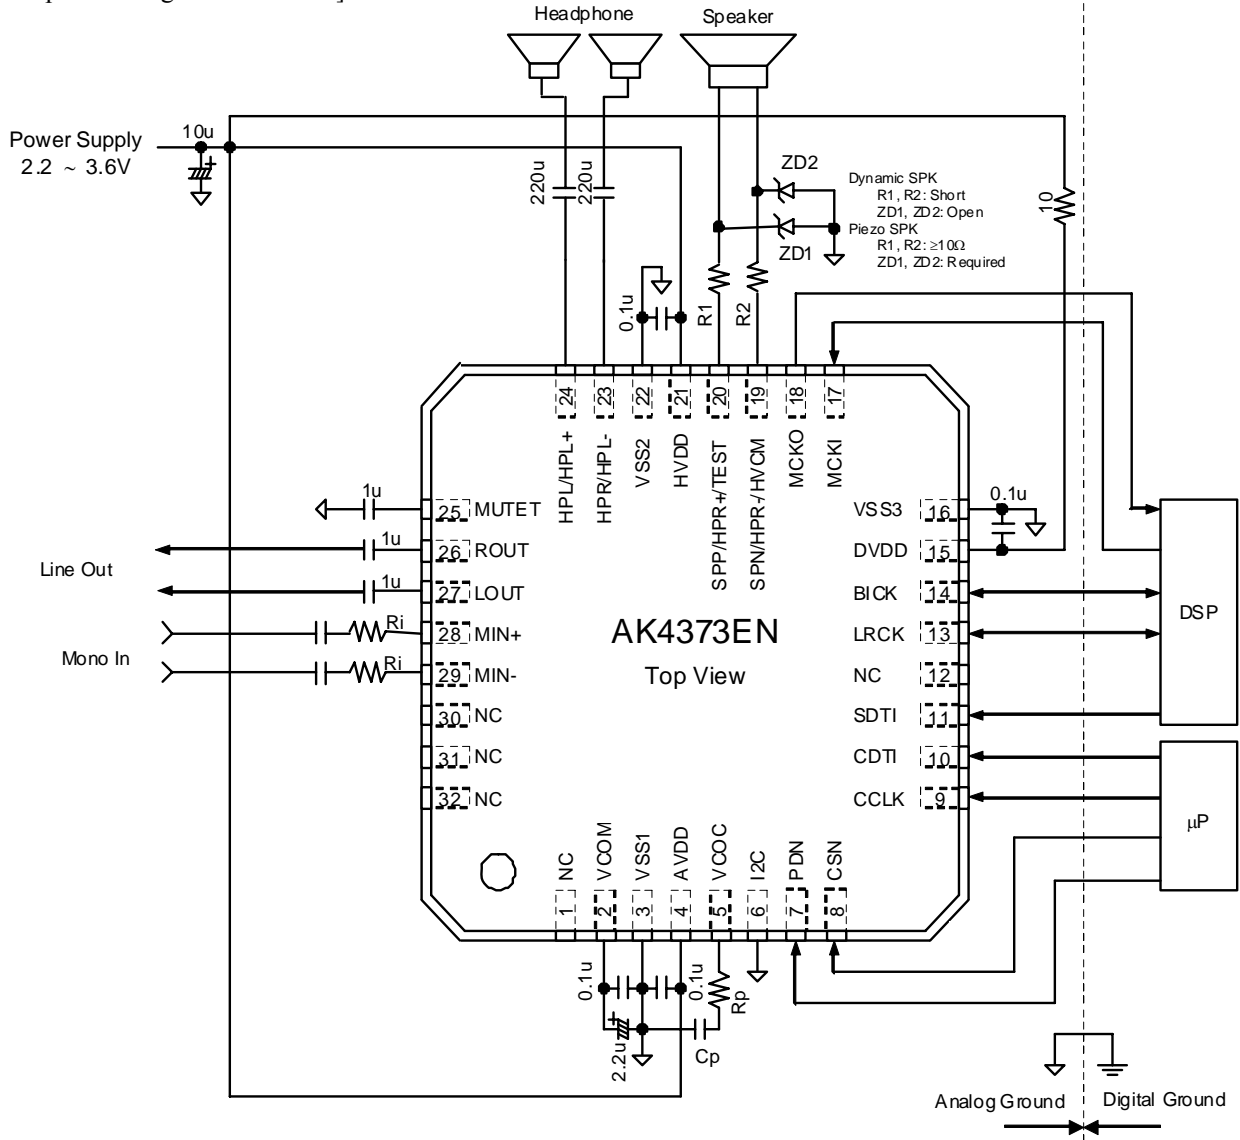 Headphone
Speaker
Power Supply
2.2 ~ 3.6V
10u
220u
220u
ZD2
ZD1
Dynamic SPK
R1, R2: Short
ZD1, ZD2: Open
Piezo SPK
R1, R2: ≥10Ω
ZD1, ZD2: Required
10
0.1u
R1
R2
24
23
22
21
20
19
18
17
HPL/HPL+
HPR/HPL-
VSS2
HVDD
SPP/HPR+/TEST
SPN/HPR-/HVCM
MCKO
MCKI
1u
25 MUTET
1u
26 ROUT
Line Out
1u
27 LOUT
Ri
28 MIN+
Mono In
Ri
29 MIN-
30 NC
31 NC
32 NC
AK4373EN
Top View
VSS3 16
0.1u
DVDD 15
BICK 14
LRCK 13
NC 12
SDTI 11
CDTI 10
CCLK 9
DSP
μP
NC
VCOM
VSS1
AVDD
VCOC
I2C
PDN
CSN
1
2
3
4
5
6
7
8
0.1u
0.1u
Rp
2.2u
Cp
Analog Ground
Digital Ground